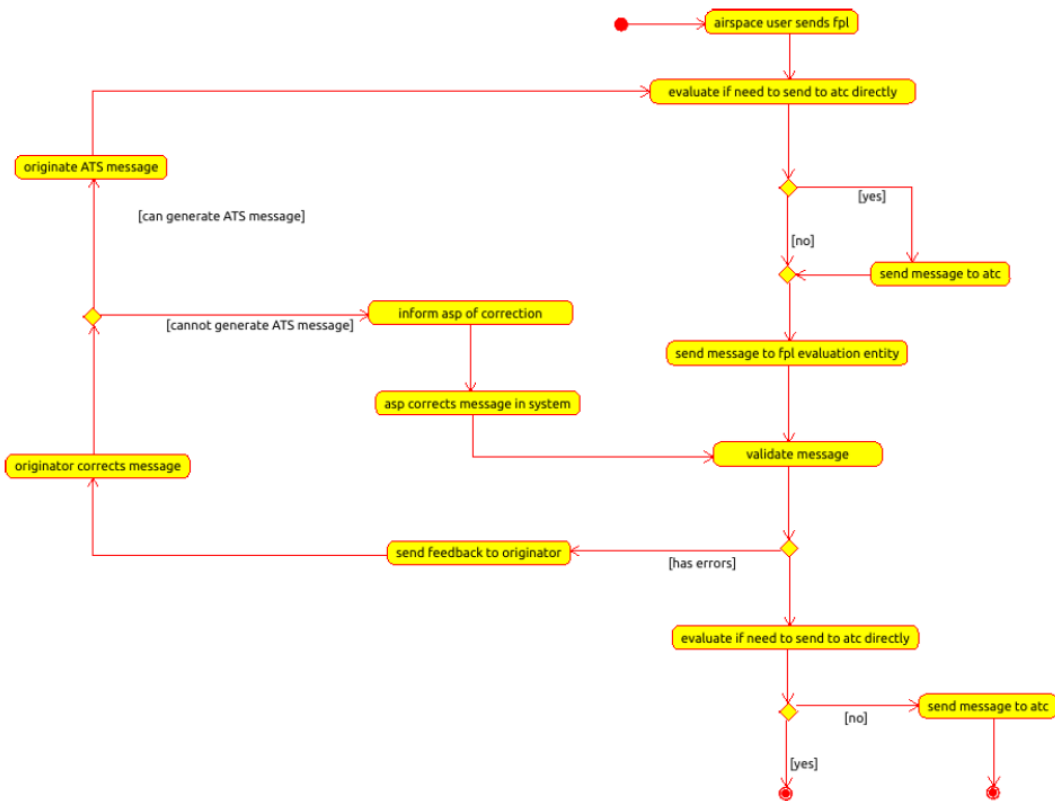 airspace user sends fpl
evaluate if need to send to atc directly
originate ATS message
[yes]
[can generate ATS message]
[no]
send message to atc
inform asp of correction
[cannot generate ATS message]
send message to fpl evaluation entity
asp corrects message in system
validate message
originator corrects message
send feedback to originator
[has errors]
evaluate if need to send to atc directly
send message to atc
[no]
[yes]